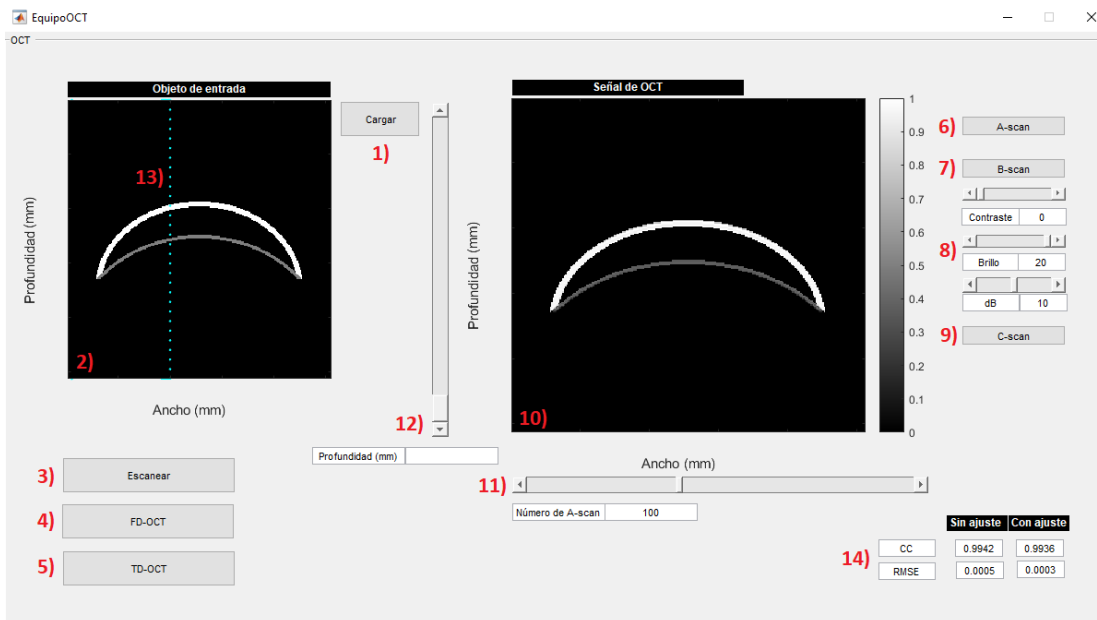 EquipoOCT
OCT
Objeto de entrada
Profundidad (mm)
13)
2)
Ancho (mm)
Cargar
1)
12)
Profundidad (mm)
3) Escanear
4) FD-OCT
5) TD-OCT
Señal de OCT
Profundidad (mm)
10)
Ancho (mm)
11)
Número de A-scan 100
1
0.9
0.8
0.7
0.6
0.5
0.4
0.3
0.2
0.1
0
6) A-scan
7) B-scan
Contraste 0
8)
Brillo 20
dB 10
9) C-scan
Sin ajuste Con ajuste
14)
CC 0.9942 0.9936
RMSE 0.0005 0.0003